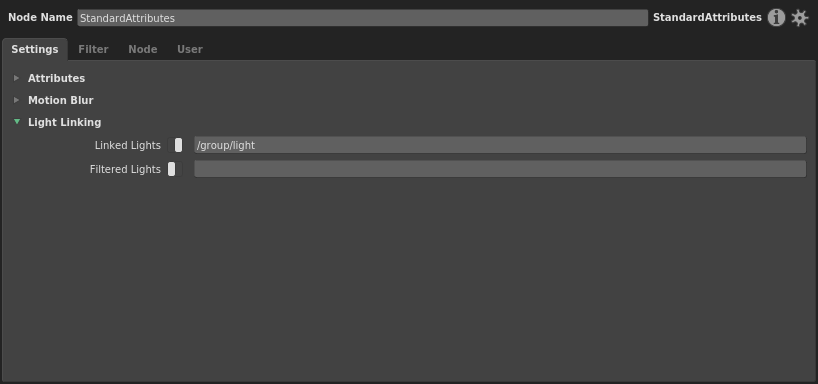 Node Name StandardAttributes StandardAttributes
Settings Filter Node User
Attributes
Motion Blur
Light Linking
Linked Lights /group/light
Filtered Lights